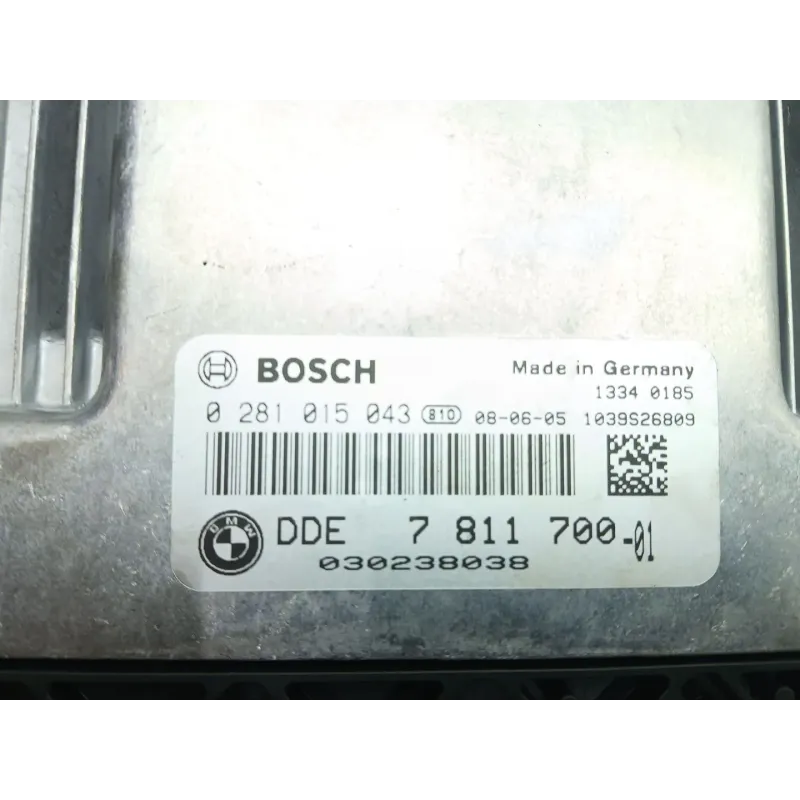 BOSCH Made in Germany
1334 0185
0 281 015 043 810 08-06-05 1039S26809
BMW DDE 7 811 700-01
030238038